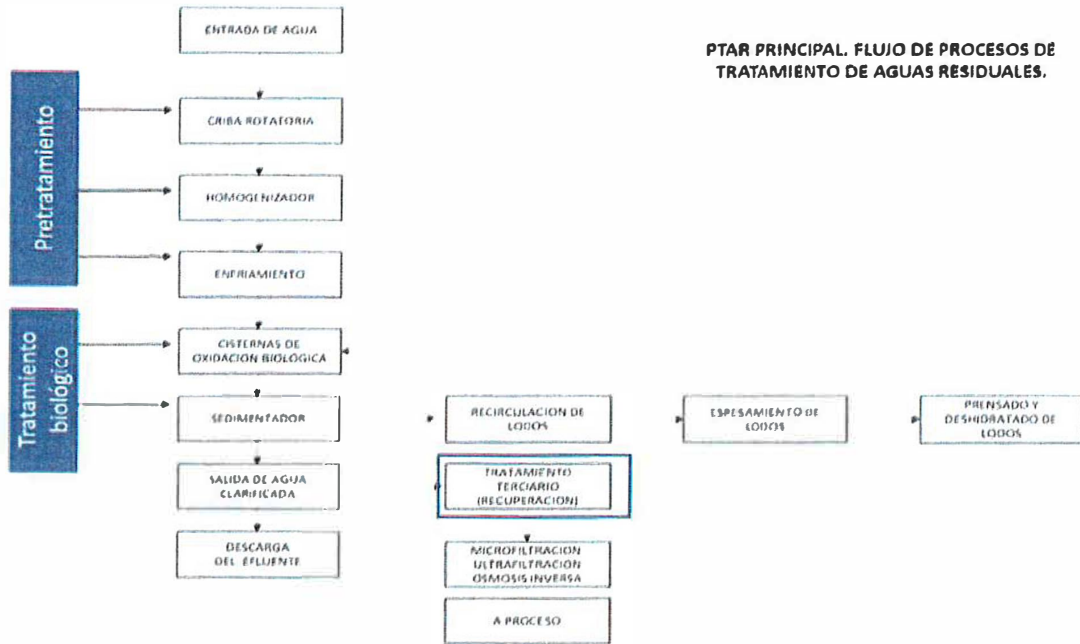 ENTRADA DE AGUA
PTAR PRINCIPAL. FLUJO DE PROCESOS DE
TRATAMIENTO DE AGUAS RESIDUALES.
Pretratamiento
CRIBA ROTATORIA
HOMOGENIZADOR
ENFRIAMIENTO
Tratamiento
biológico
CISTERNAS DE
OXIDACION BIOLÓGICA
SEDIMENTADOR
RECIRCULACION DE
LODOS
ESPESAMIENTO DE
LODOS
PRENSADO Y
DESHIDRATADO DE
LODOS
SALIDA DE AGUA
CLARIFICADA
TRATAMIENTO
TERCIARIO
(RECUPERACION)
DESCARGA
DEL EFLUENTE
MICROFILTRACION
ULTRAFILTRACION
OSMOSIS INVERSA
A PROCESO